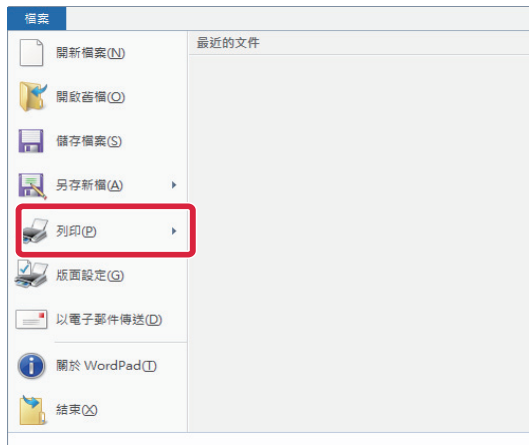 檔案
最近的文件
開新檔案(N)
開啟舊檔(O)
儲存檔案(S)
另存新檔(A)
列印(P)
版面設定(G)
以電子郵件傳送(D)
關於 WordPad(T)
結束(X)